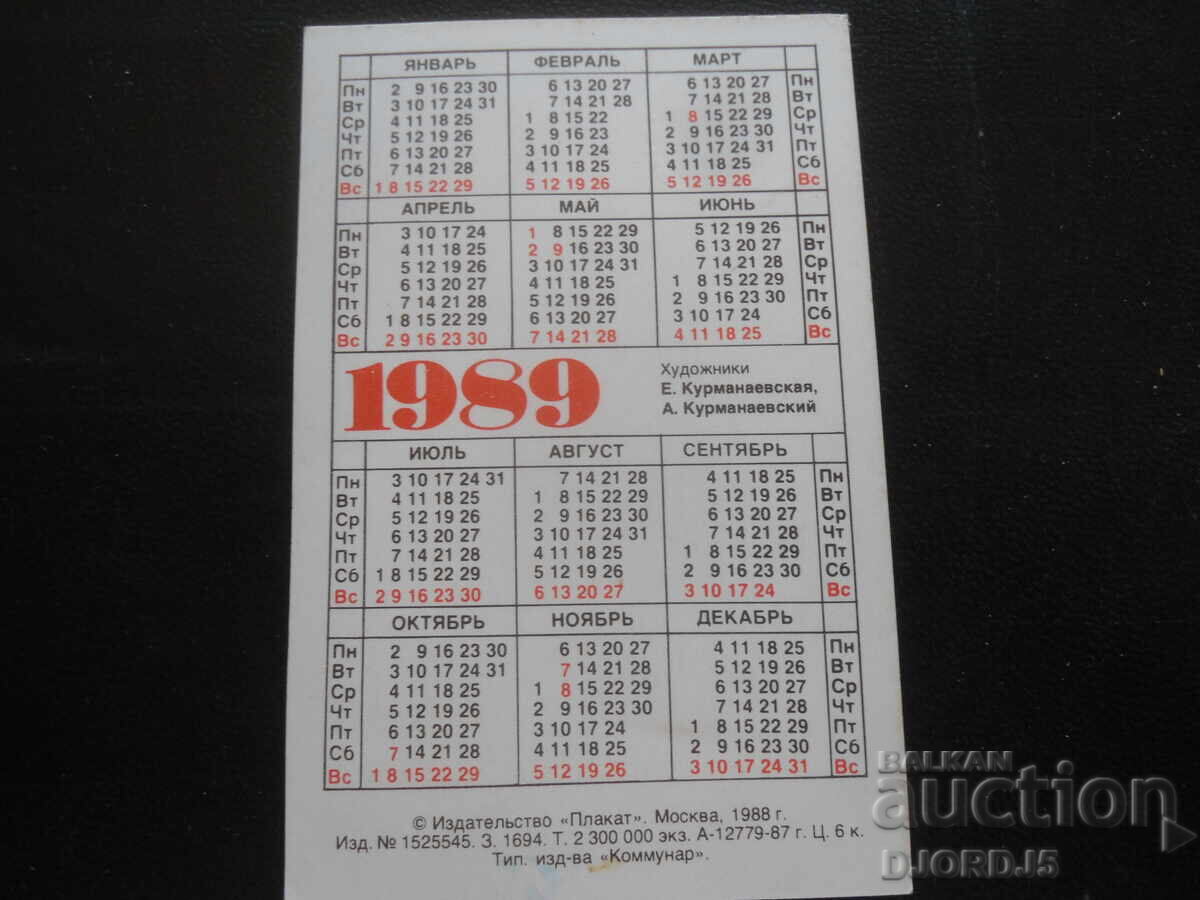 ЯНВАРЬ ФЕВРАЛЬ МАРТ
Пн 2 9 16 23 30 6 13 20 27 6 13 20 27 Пн
Вт 3 10 17 24 31 7 14 21 28 7 14 21 28 Вт
Ср 4 11 18 25 1 8 15 22 1 8 15 22 29 Ср
Чт 5 12 19 26 2 9 16 23 2 9 16 23 30 Чт
Пт 6 13 20 27 3 10 17 24 3 10 17 24 31 Пт
Сб 7 14 21 28 4 11 18 25 4 11 18 25 Сб
Вс 1 8 15 22 29 5 12 19 26 5 12 19 26 Вс
АПРЕЛЬ МАЙ ИЮНЬ
Пн 3 10 17 24 1 8 15 22 29 5 12 19 26 Пн
Вт 4 11 18 25 2 9 16 23 30 6 13 20 27 Вт
Ср 5 12 19 26 3 10 17 24 31 7 14 21 28 Ср
Чт 6 13 20 27 4 11 18 25 1 8 15 22 29 Чт
Пт 7 14 21 28 5 12 19 26 2 9 16 23 30 Пт
Сб 1 8 15 22 29 6 13 20 27 3 10 17 24 Сб
Вс 2 9 16 23 30 7 14 21 28 4 11 18 25 Вс
1989
Художники
Е. Курманаевская,
А. Курманаевский
ИЮЛЬ АВГУСТ СЕНТЯБРЬ
Пн 3 10 17 24 31 7 14 21 28 4 11 18 25 Пн
Вт 4 11 18 25 1 8 15 22 29 5 12 19 26 Вт
Ср 5 12 19 26 2 9 16 23 30 6 13 20 27 Ср
Чт 6 13 20 27 3 10 17 24 31 7 14 21 28 Чт
Пт 7 14 21 28 4 11 18 25 1 8 15 22 29 Пт
Сб 1 8 15 22 29 5 12 19 26 2 9 16 23 30 Сб
Вс 2 9 16 23 30 6 13 20 27 3 10 17 24 Вс
ОКТЯБРЬ НОЯБРЬ ДЕКАБРЬ
Пн 2 9 16 23 30 6 13 20 27 4 11 18 25 Пн
Вт 3 10 17 24 31 7 14 21 28 5 12 19 26 Вт
Ср 4 11 18 25 1 8 15 22 29 6 13 20 27 Ср
Чт 5 12 19 26 2 9 16 23 30 7 14 21 28 Чт
Пт 6 13 20 27 3 10 17 24 1 8 15 22 29 Пт
Сб 7 14 21 28 4 11 18 25 2 9 16 23 30 Сб
Вс 1 8 15 22 29 5 12 19 26 3 10 17 24 31 Вс
© Издательство «Плакат». Москва, 1988 г.
Изд. № 1525545. З. 1694. Т. 2 300 000 экз. А-12779-87 г. Ц. 6 к.
Тип. изд-ва «Коммунар».
BALKAN
auction
DJORDJ5